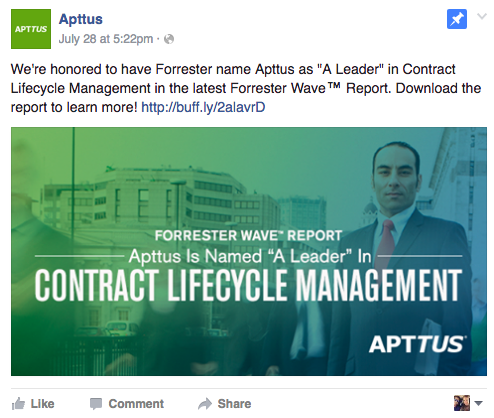 APTTUS
Apttus
July 28 at 5:22pm ·
We're honored to have Forrester name Apttus as "A Leader" in Contract
Lifecycle Management in the latest Forrester Wave™ Report. Download the
report to learn more! http://buff.ly/2alavrD
FORRESTER WAVE™ REPORT
Apttus Is Named “A Leader” In
CONTRACT LIFECYCLE MANAGEMENT
APTTUS
Like Comment Share